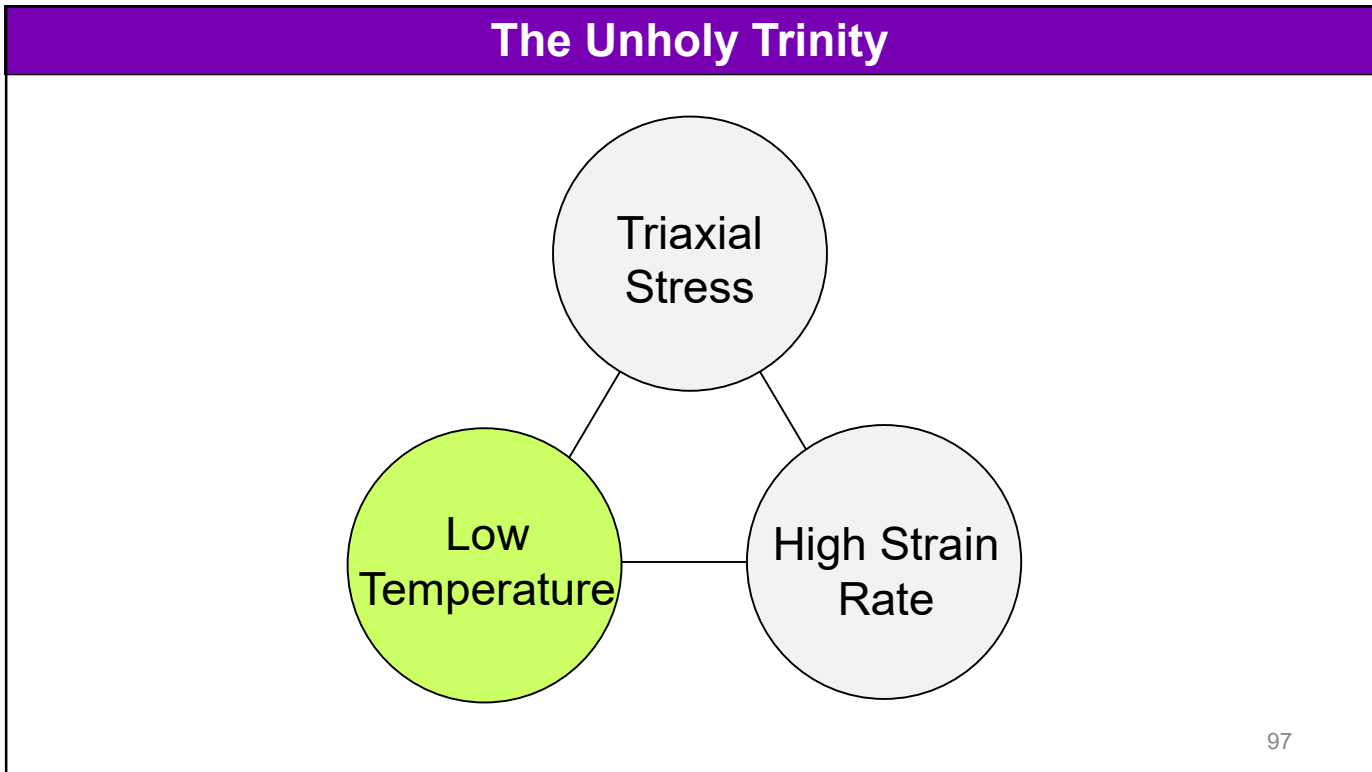 The Unholy Trinity
Triaxial
Stress
Low
Temperature
High Strain
Rate
97